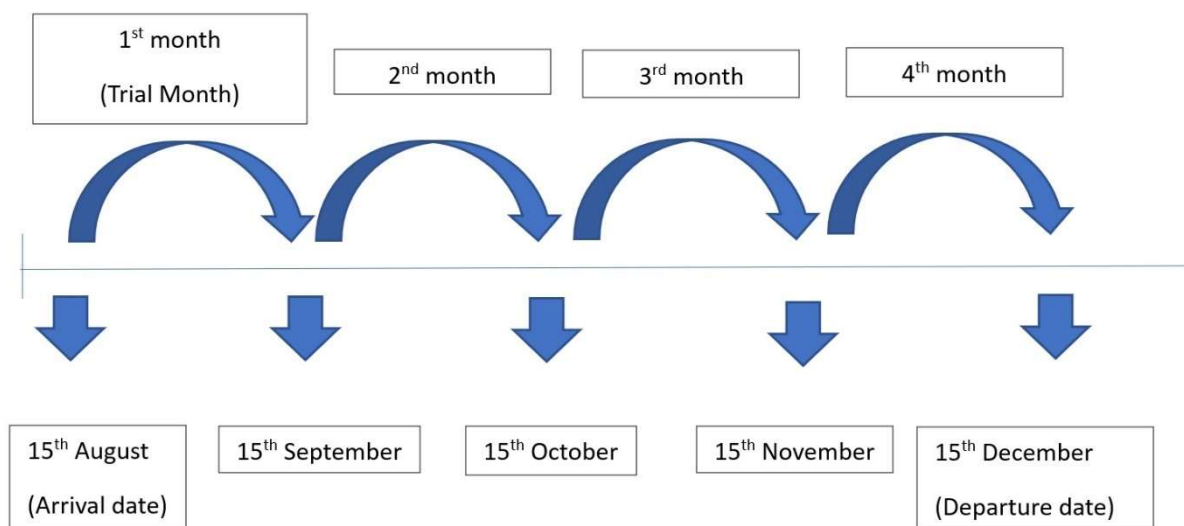 1st month
(Trial Month)
2nd month
3rd month
4th month
15th August
(Arrival date)
15th September
15th October
15th November
15th December
(Departure date)